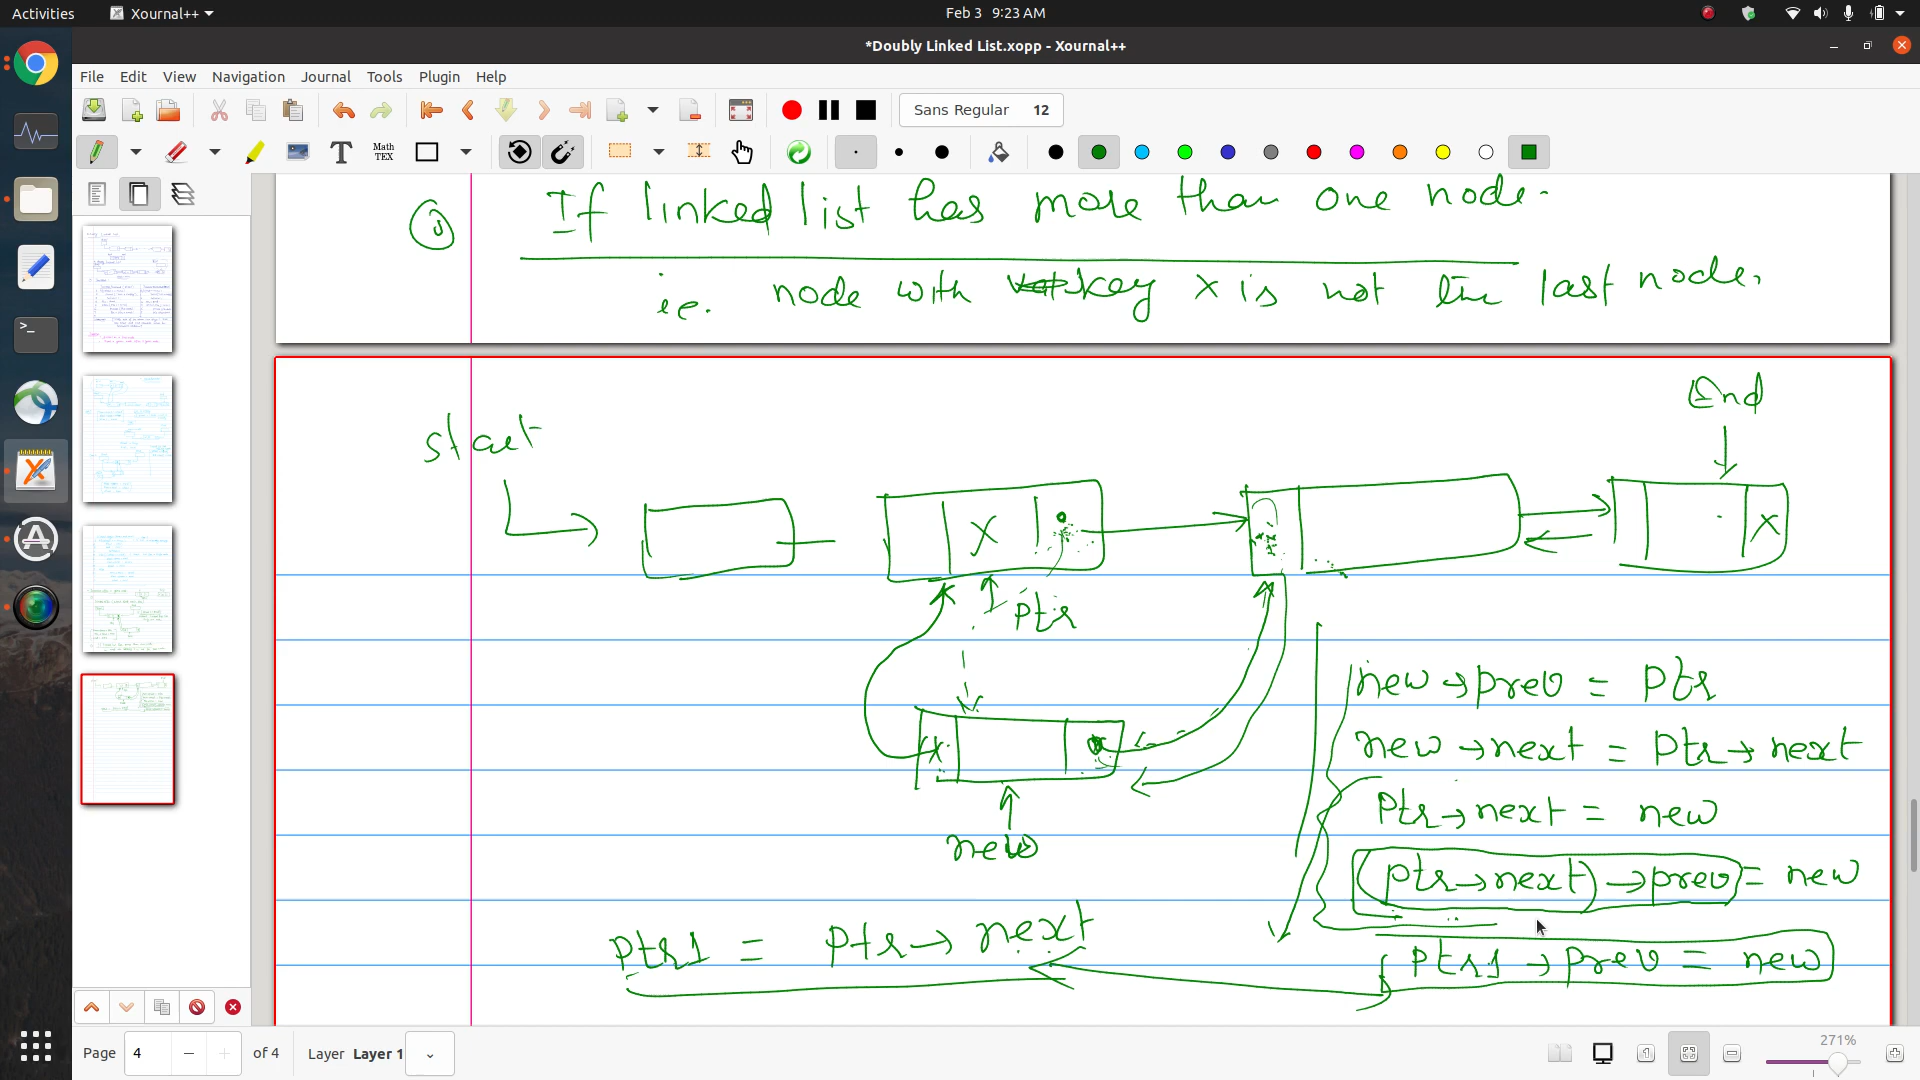 Activities Xournal++ Feb 3 9:23 AM
*Doubly Linked List.xopp - Xournal++
File Edit View Navigation Journal Tools Plugin Help
Sans Regular 12
T Math TEX
If linked list has more than one node.
i.e. node with key X is not the last node.
End
start
X X
ptr
new→prev = ptr
X
new→next = ptr→next
ptr→next = new
new
(ptr→next)→prev = new
ptr1 = ptr→next
ptr1→prev = new
Page 4 of 4 Layer Layer 1 271%